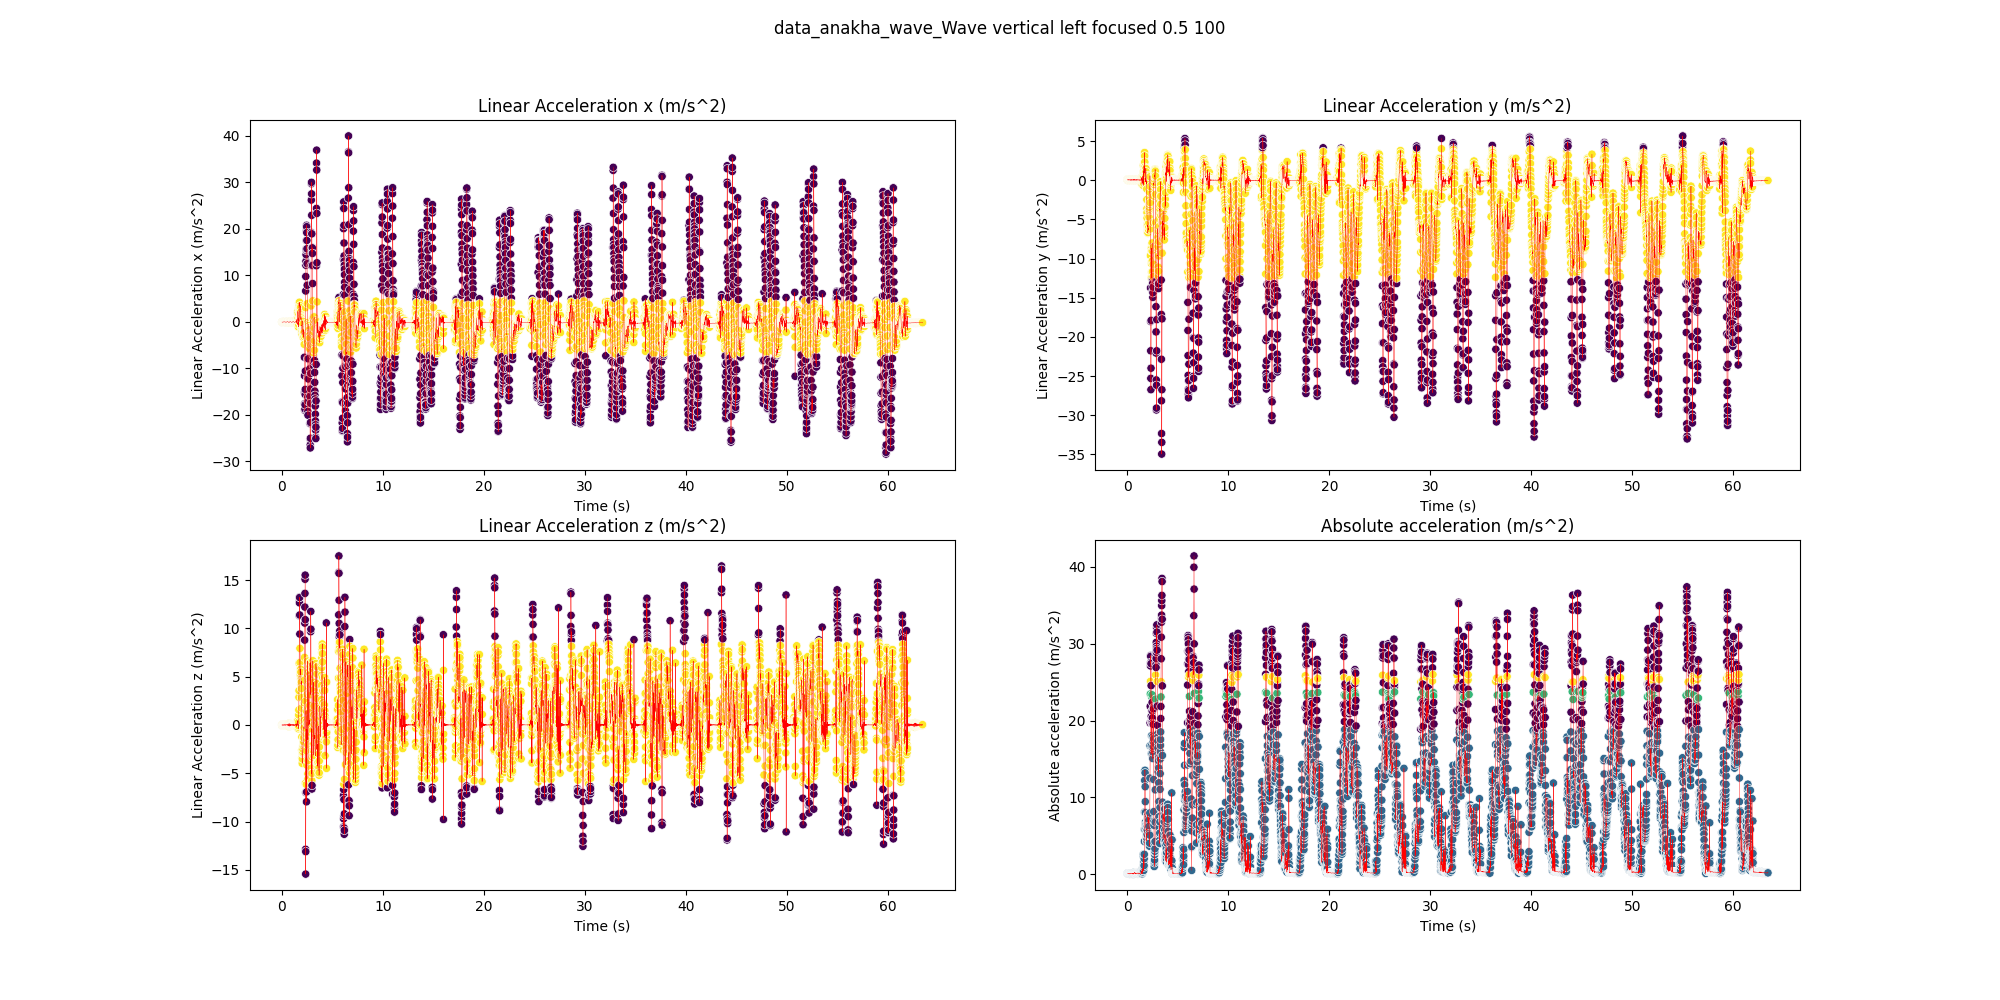 data_anakha_wave_Wave vertical left focused 0.5 100
Linear Acceleration x (m/s^2)
Linear Acceleration x (m/s^2)
40
30
20
10
0
−10
−20
−30
0 10 20 30 40 50 60
Time (s)
Linear Acceleration y (m/s^2)
Linear Acceleration y (m/s^2)
5
0
−5
−10
−15
−20
−25
−30
−35
0 10 20 30 40 50 60
Time (s)
Linear Acceleration z (m/s^2)
Linear Acceleration z (m/s^2)
15
10
5
0
−5
−10
−15
0 10 20 30 40 50 60
Time (s)
Absolute acceleration (m/s^2)
Absolute acceleration (m/s^2)
40
30
20
10
0
0 10 20 30 40 50 60
Time (s)